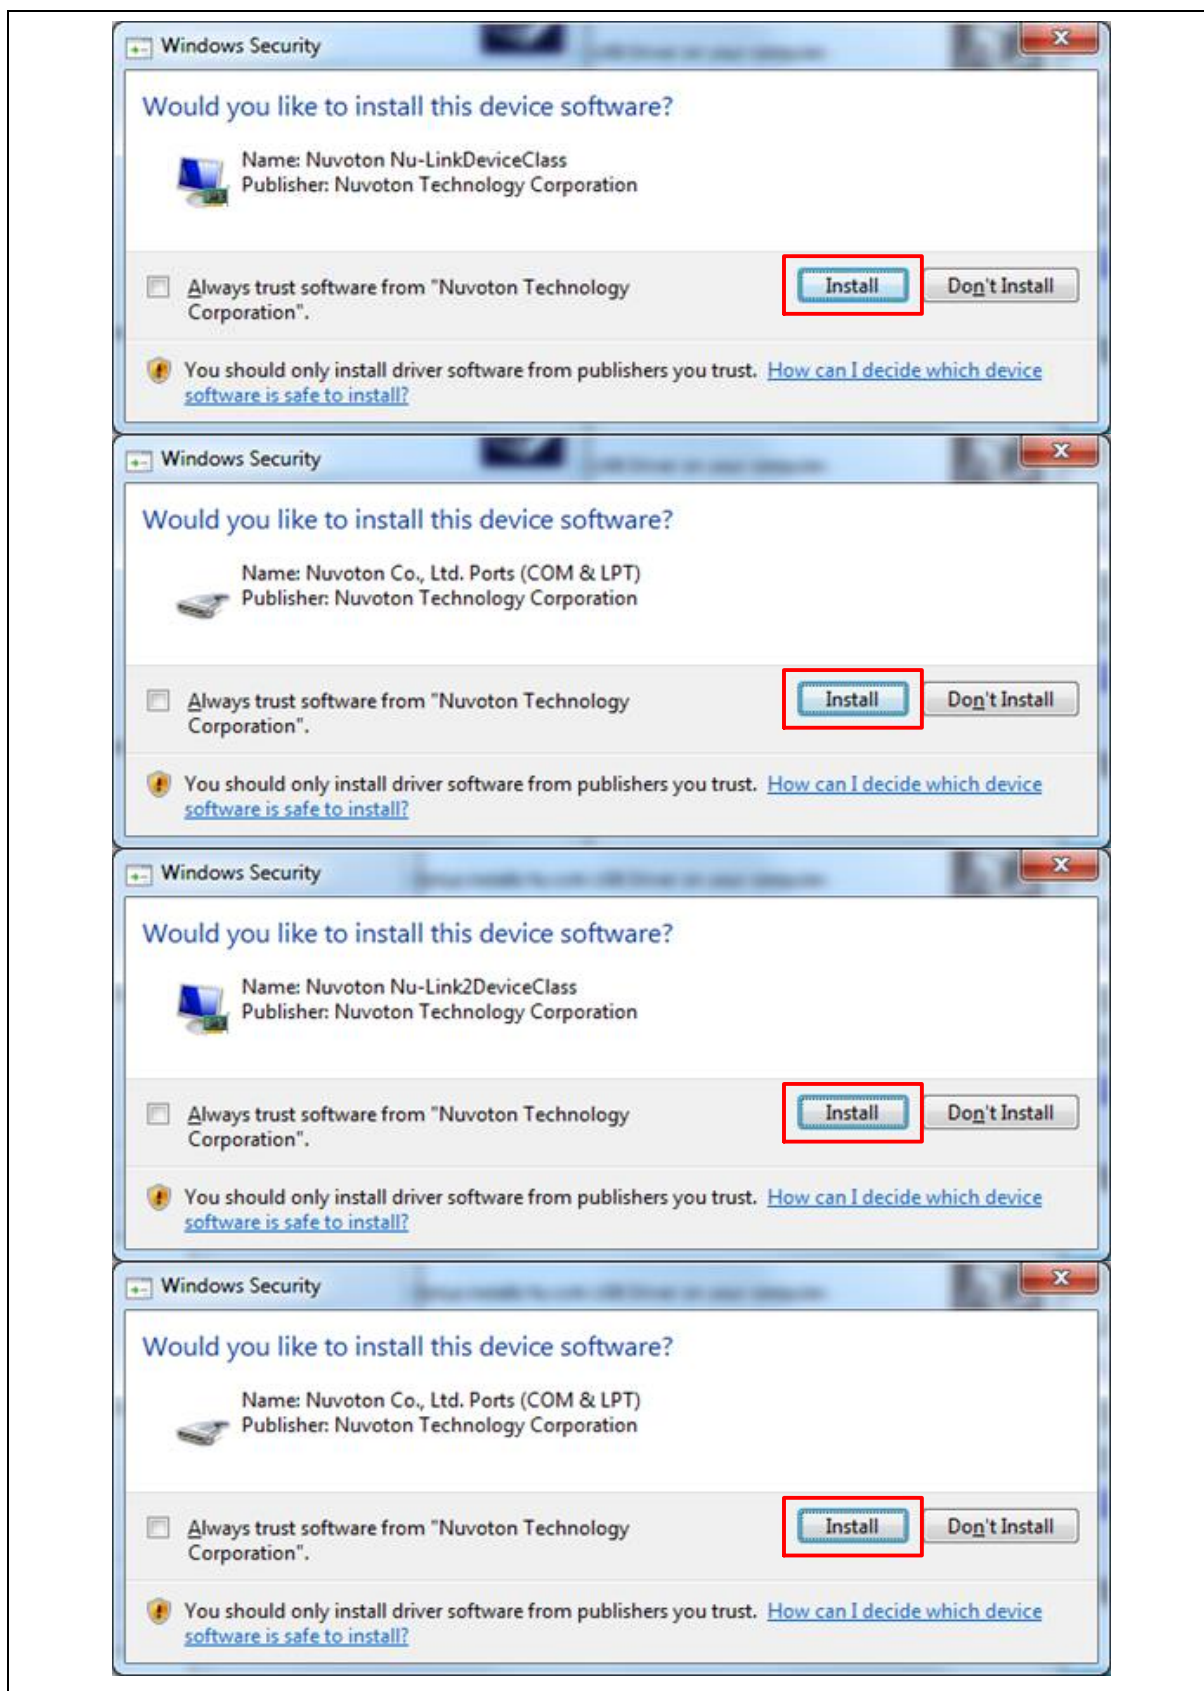 Windows Security
x
Would you like to install this device software?
Name: Nuvoton Nu-LinkDeviceClass
Publisher: Nuvoton Technology Corporation
Always trust software from "Nuvoton Technology
Corporation".
Install
Don't Install
You should only install driver software from publishers you trust. How can I decide which device
software is safe to install?
Windows Security
x
Would you like to install this device software?
Name: Nuvoton Co., Ltd. Ports (COM & LPT)
Publisher: Nuvoton Technology Corporation
Always trust software from "Nuvoton Technology
Corporation".
Install
Don't Install
You should only install driver software from publishers you trust. How can I decide which device
software is safe to install?
Windows Security
x
Would you like to install this device software?
Name: Nuvoton Nu-Link2DeviceClass
Publisher: Nuvoton Technology Corporation
Always trust software from "Nuvoton Technology
Corporation".
Install
Don't Install
You should only install driver software from publishers you trust. How can I decide which device
software is safe to install?
Windows Security
x
Would you like to install this device software?
Name: Nuvoton Co., Ltd. Ports (COM & LPT)
Publisher: Nuvoton Technology Corporation
Always trust software from "Nuvoton Technology
Corporation".
Install
Don't Install
You should only install driver software from publishers you trust. How can I decide which device
software is safe to install?